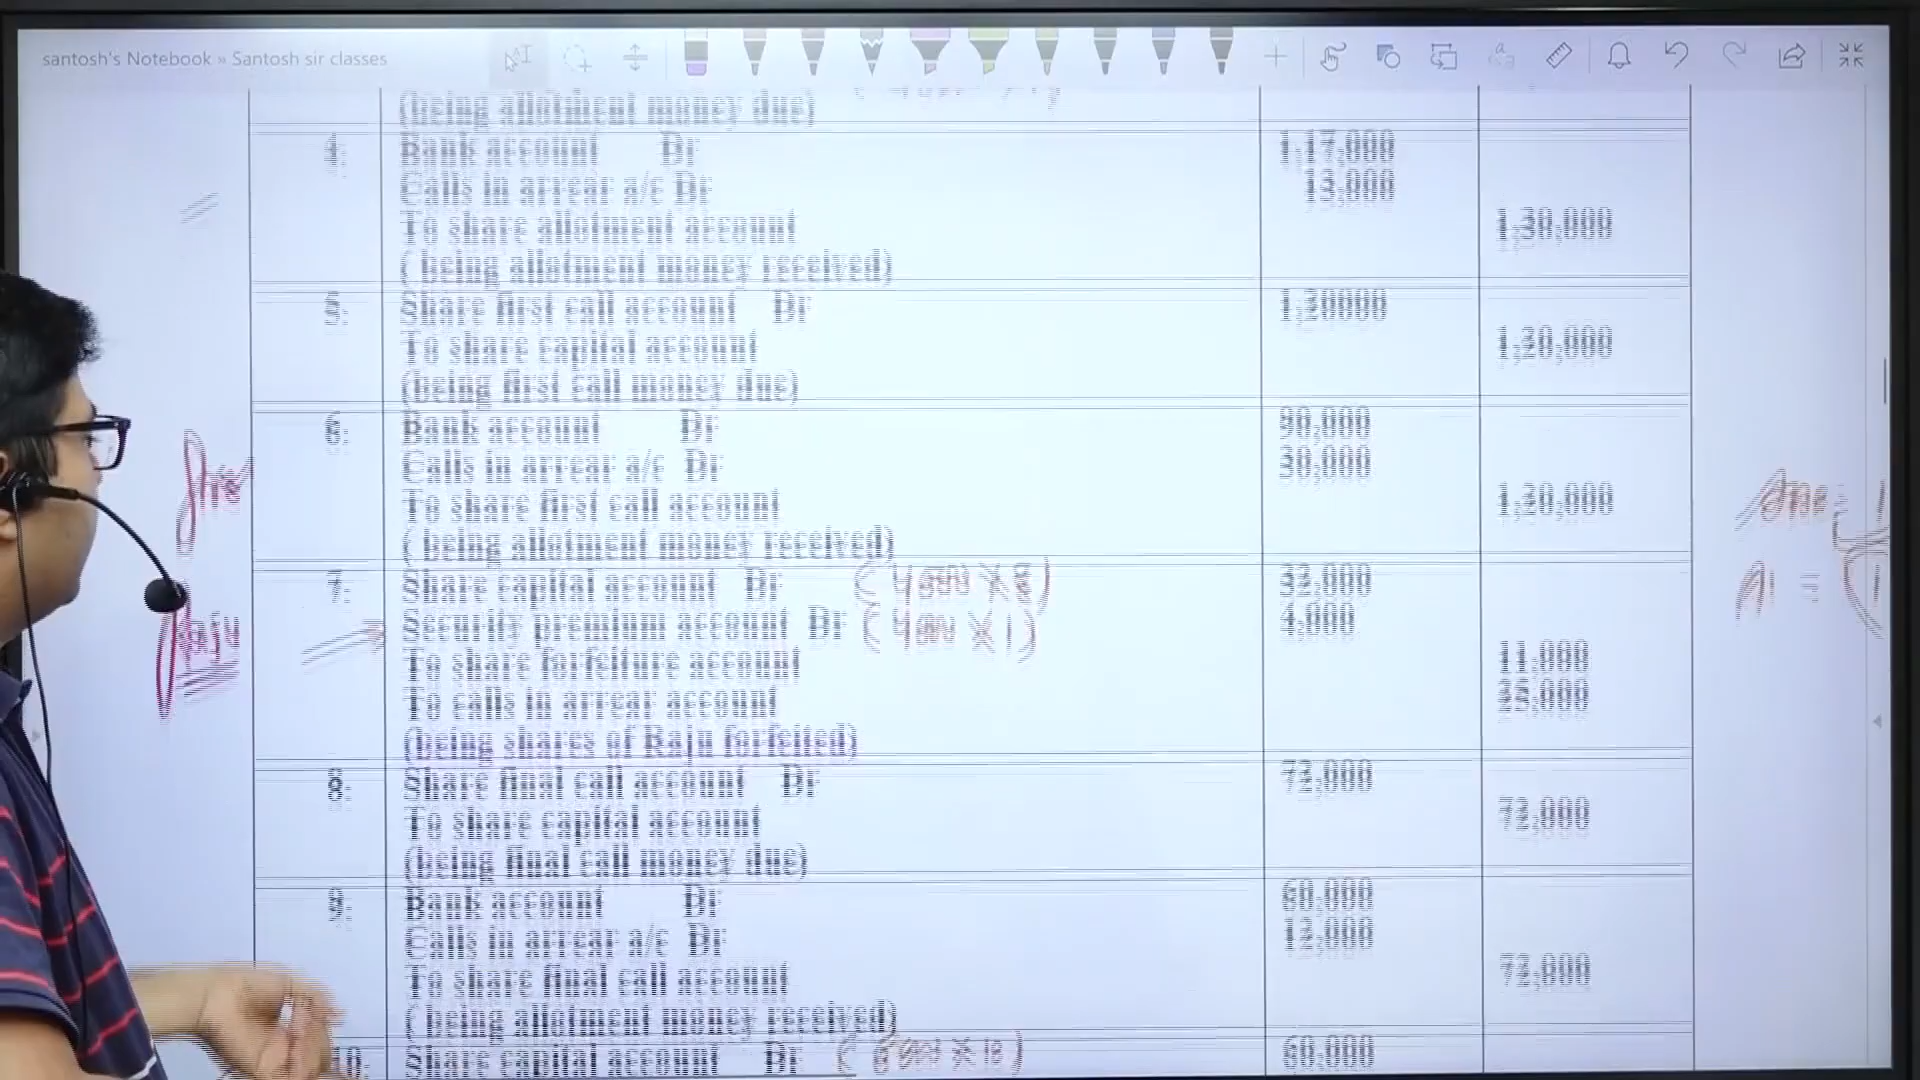 santosh's Notebook » Santosh sir classes
(being allotment money due)
4: Bank account Dr 1,17,000
Calls in arrear a/c Dr 13,000
To share allotment account 1,30,000
( being allotment money received)
5: Share first call account Dr 1,20000
To share capital account 1,20,000
(being first call money due)
6: Bank account Dr 90,000
Calls in arrear a/c Dr 30,000
To share first call account 1,20,000
( being allotment money received)
7: Share capital account Dr (4000 X 8) 32,000
Security premium account Dr (4000 X 1) 4,000
To share forfeiture account 11,000
To calls in arrear account 25,000
(being shares of Raju forfeited)
Raju
8: Share final call account Dr 72,000
To share capital account 72,000
(being final call money due)
9: Bank account Dr 60,000
Calls in arrear a/c Dr 12,000
To share final call account 72,000
( being allotment money received)
10: Share capital account Dr 60,000